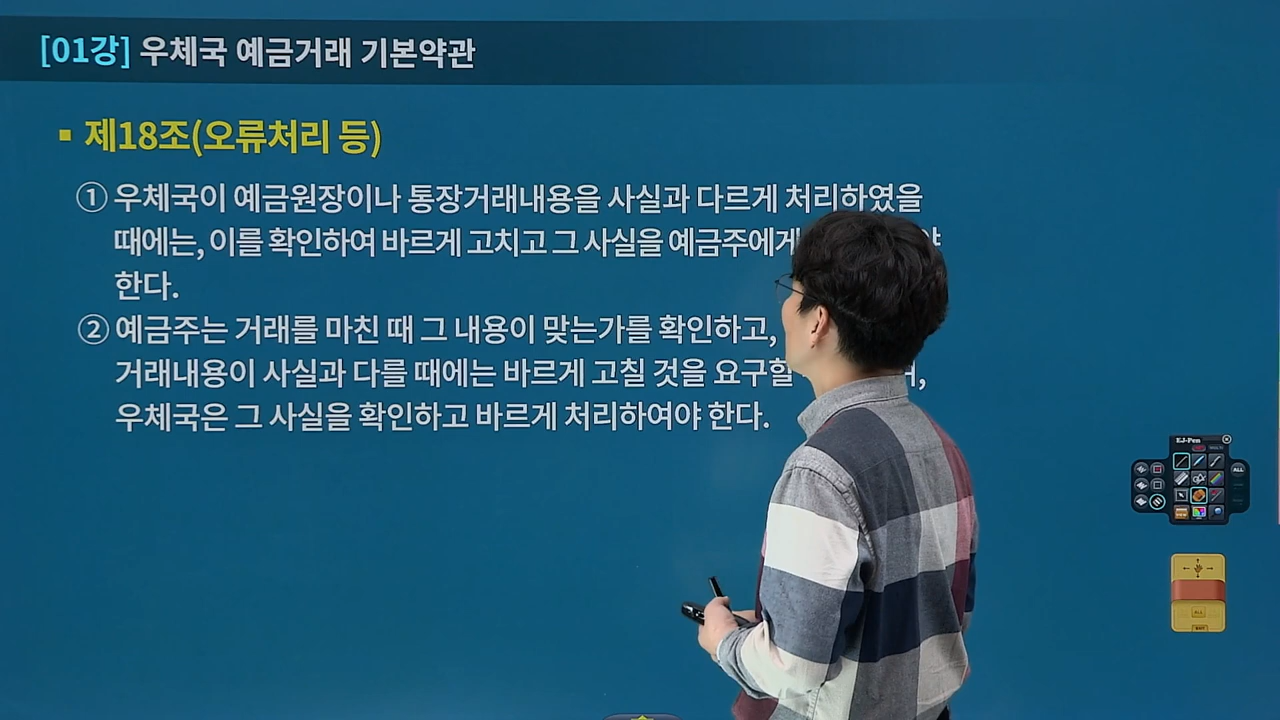 [01강] 우체국 예금거래 기본약관
제18조(오류처리 등)
① 우체국이 예금원장이나 통장거래내용을 사실과 다르게 처리하였을
때에는, 이를 확인하여 바르게 고치고 그 사실을 예금주에게
한다.
② 예금주는 거래를 마친 때 그 내용이 맞는가를 확인하고,
거래내용이 사실과 다를 때에는 바르게 고칠 것을 요구할
우체국은 그 사실을 확인하고 바르게 처리하여야 한다.
EJ-Pen
ALL
ALL